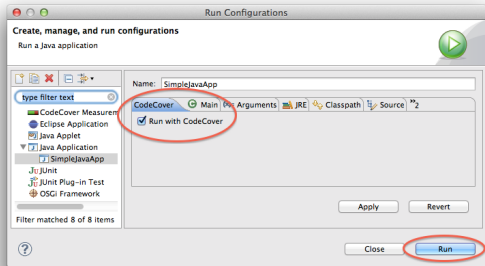 Run Configurations
Create, manage, and run configurations
Run a Java application
type filter text
CodeCover Measurem
Eclipse Application
Java Applet
Java Application
SimpleJavaApp
JUnit
JUnit Plug-in Test
OSGi Framework
Filter matched 8 of 8 items
Name: SimpleJavaApp
CodeCover Main (x)= Arguments JRE Classpath Source »2
Run with CodeCover
Apply Revert
? Close Run